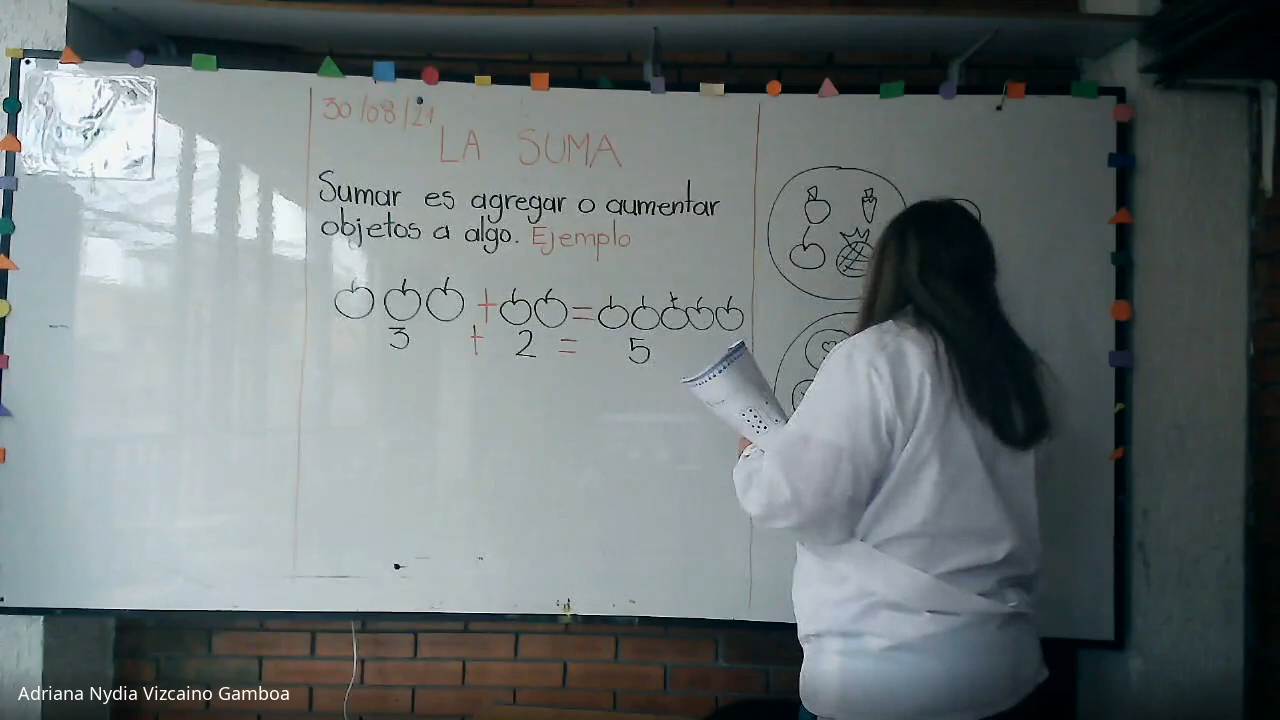 30/08/21
LA SUMA
Sumar es agregar o aumentar
objetos a algo. Ejemplo
+ =
3 + 2 = 5
Adriana Nydia Vizcaino Gamboa